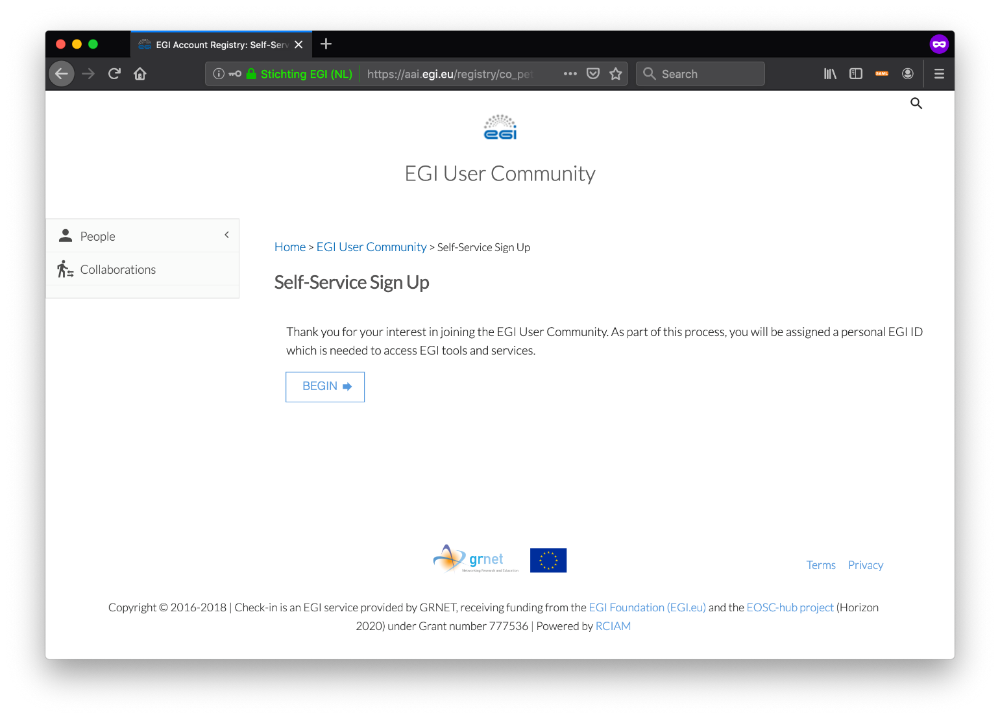 EGI Account Registry: Self-Serv
Stichting EGI (NL)
https://aai.egi.eu/registry/co_pet
Search
SAML
egi
EGI User Community
People
Collaborations
Home > EGI User Community > Self-Service Sign Up
Self-Service Sign Up
Thank you for your interest in joining the EGI User Community. As part of this process, you will be assigned a personal EGI ID
which is needed to access EGI tools and services.
BEGIN
grnet
Networking Research and Education
Terms Privacy
Copyright © 2016-2018 | Check-in is an EGI service provided by GRNET, receiving funding from the EGI Foundation (EGI.eu) and the EOSC-hub project (Horizon
2020) under Grant number 777536 | Powered by RCIAM